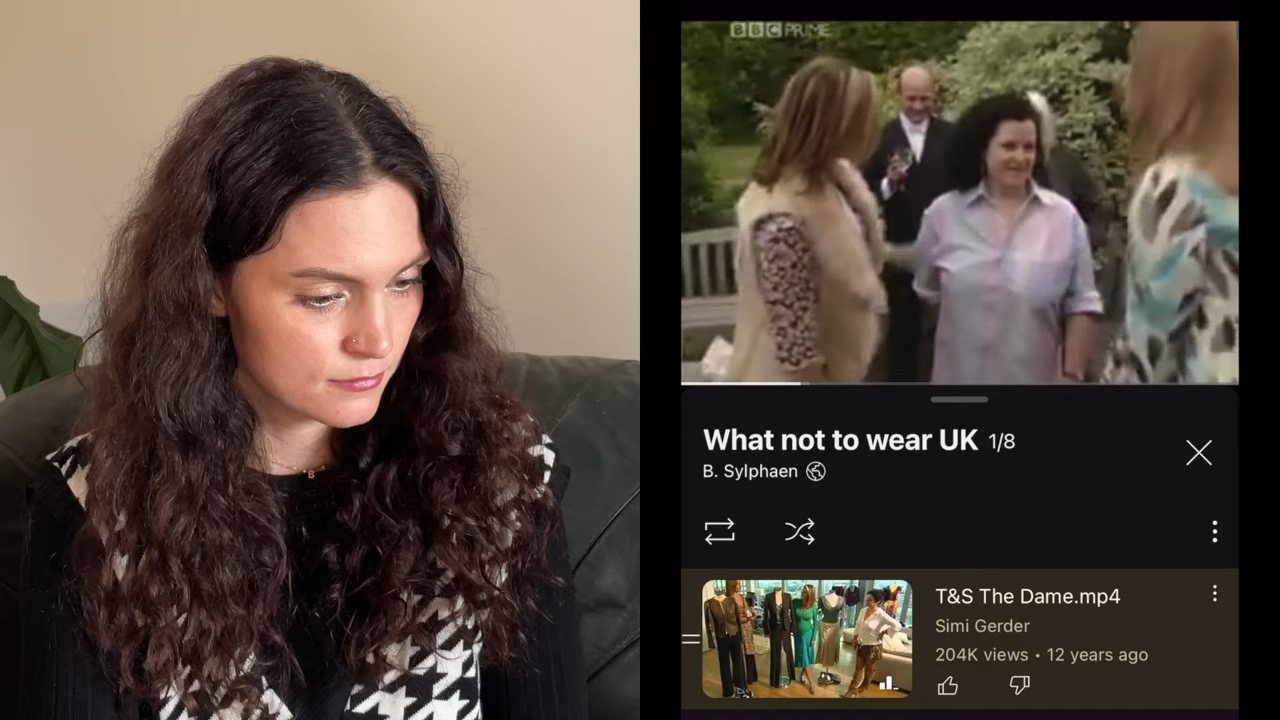 BBC PRIME
What not to wear UK 1/8
B. Sylphaen
T&S The Dame.mp4
Simi Gerder
204K views • 12 years ago